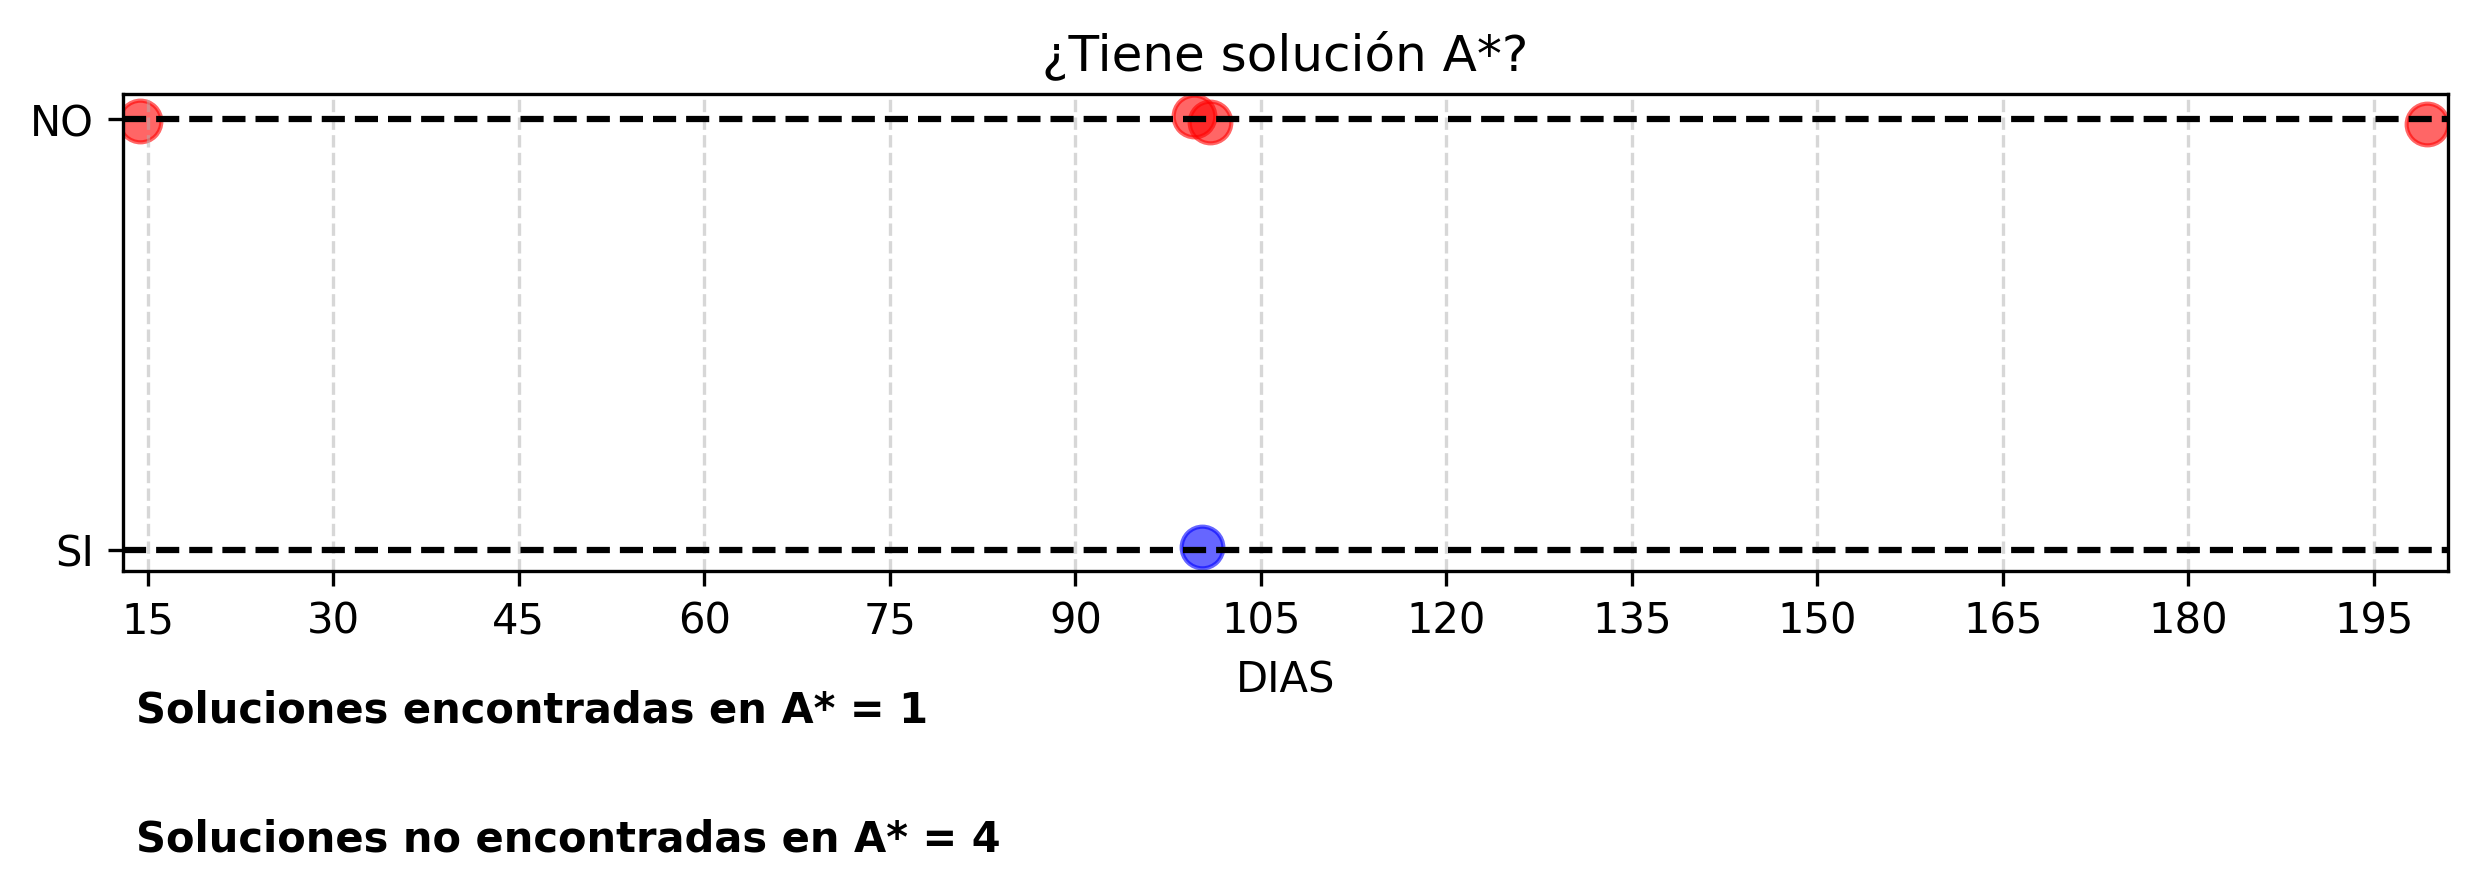 ¿Tiene solución A*?
NO
SI
15 30 45 60 75 90 105 120 135 150 165 180 195
DIAS
Soluciones encontradas en A* = 1
Soluciones no encontradas en A* = 4